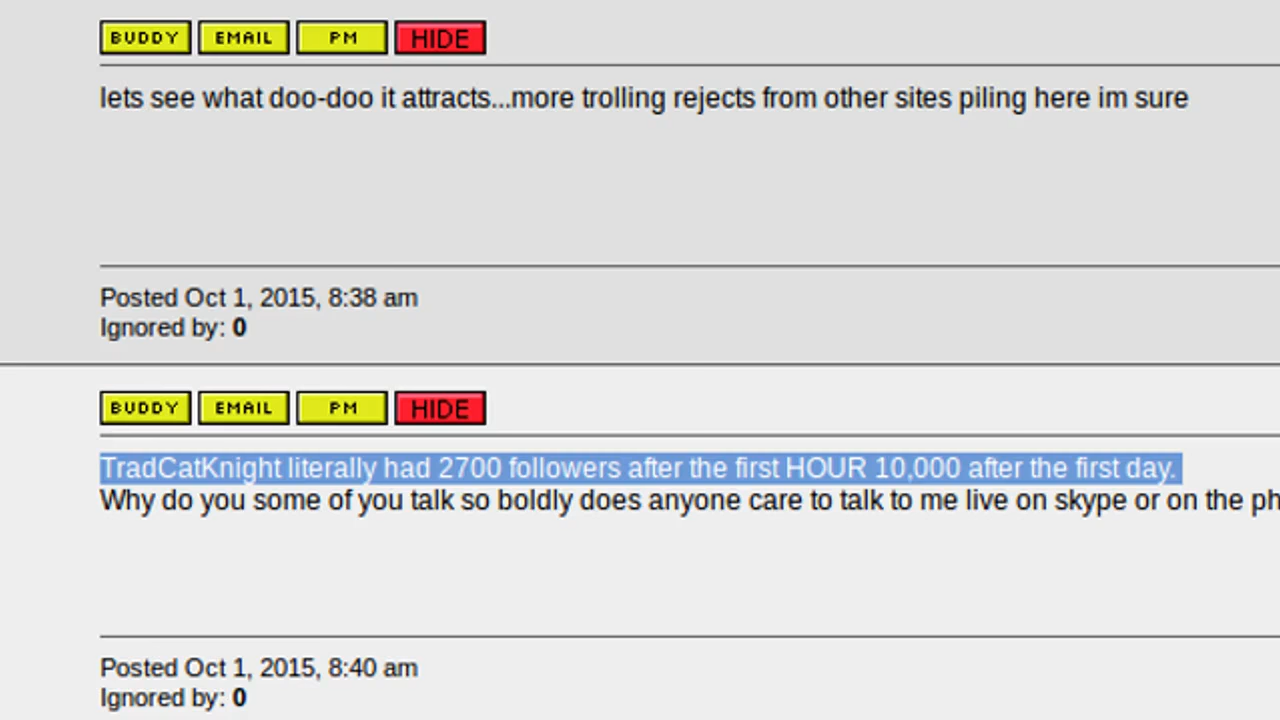 BUDDY EMAIL PM HIDE
lets see what doo-doo it attracts...more trolling rejects from other sites piling here im sure
Posted Oct 1, 2015, 8:38 am
Ignored by: 0
BUDDY EMAIL PM HIDE
TradCatKnight literally had 2700 followers after the first HOUR 10,000 after the first day.
Why do you some of you talk so boldly does anyone care to talk to me live on skype or on the
Posted Oct 1, 2015, 8:40 am
Ignored by: 0